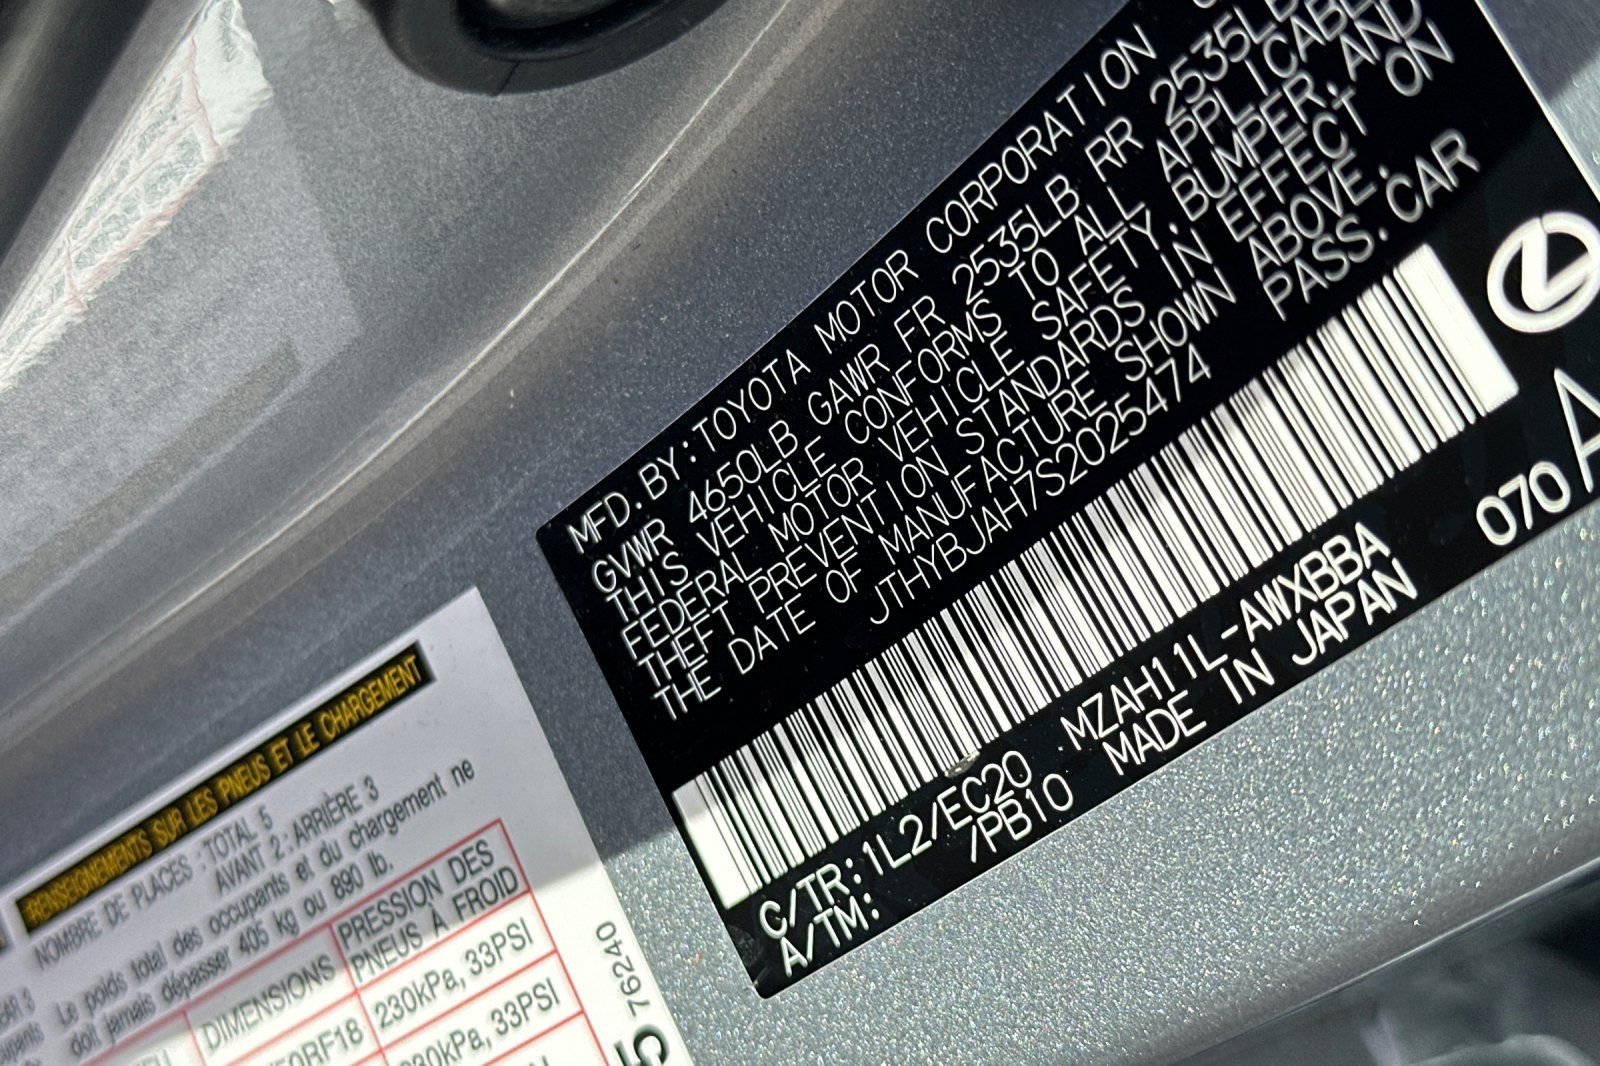 MFD. BY:TOYOTA MOTOR CORPORATION
GVWR 4650LB GAWR FR 2535LB RR 2535LB
THIS VEHICLE CONFORMS TO ALL APPLICABLE
FEDERAL MOTOR VEHICLE SAFETY, BUMPER, AND
THEFT PREVENTION STANDARDS IN EFFECT ON
THE DATE OF MANUFACTURE SHOWN ABOVE.
JTHYBJAH7S2025474 PASS. CAR
C/TR:1L2/EC20 MZAH11L-AWXBBA
A/TM: /PB10 MADE IN JAPAN
070A
RENSEIGNEMENTS SUR LES PNEUS ET LE CHARGEMENT
NOMBRE DE PLACES : TOTAL 5
AVANT 2 : ARRIÈRE 3
Le poids total des occupants et du chargement ne
doit jamais dépasser 405 kg ou 890 lb.
DIMENSIONS
PRESSION DES
PNEUS À FROID
230kPa, 33PSI
33PSI
76240